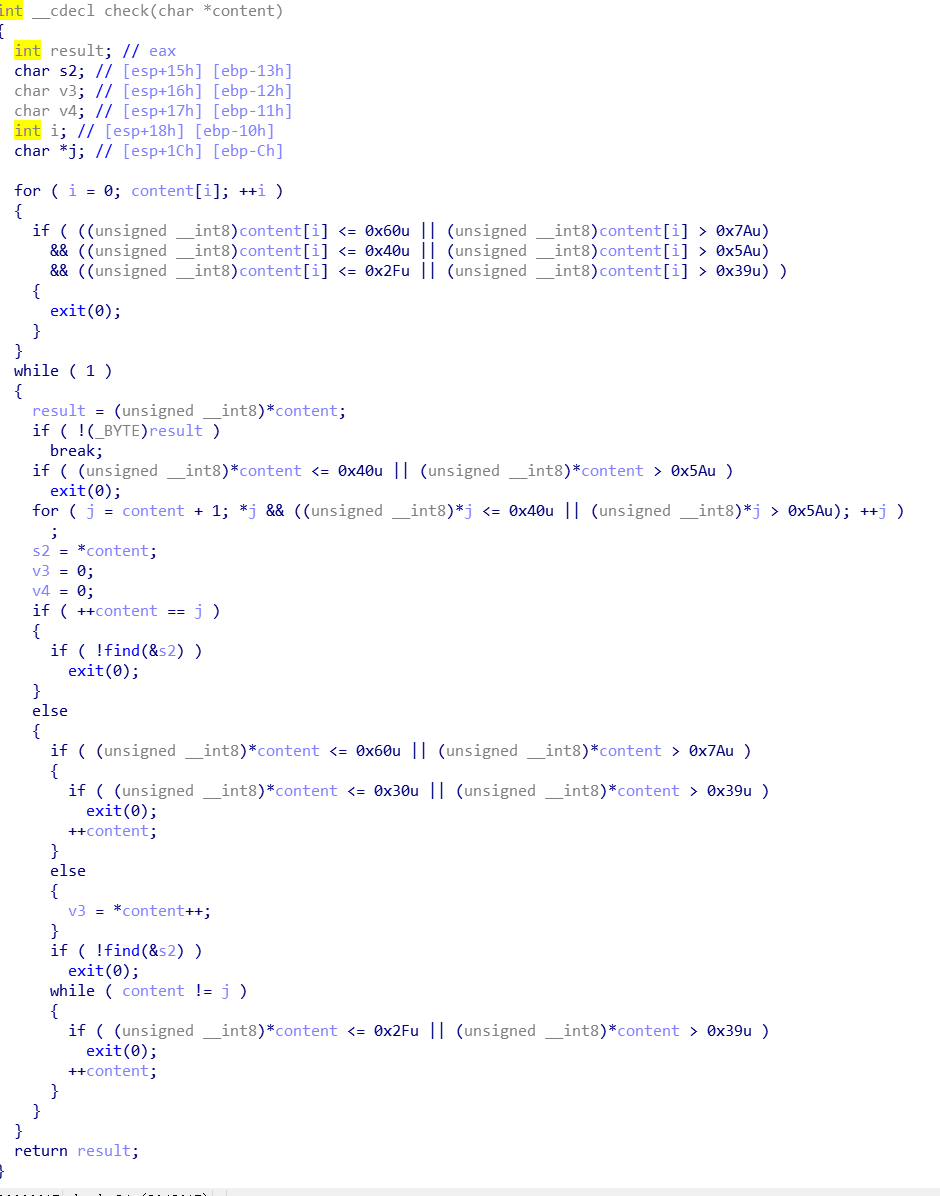 int __cdecl check(char *content)
{
  int result; // eax
  char s2; // [esp+15h] [ebp-13h]
  char v3; // [esp+16h] [ebp-12h]
  char v4; // [esp+17h] [ebp-11h]
  int i; // [esp+18h] [ebp-10h]
  char *j; // [esp+1Ch] [ebp-Ch]

  for ( i = 0; content[i]; ++i )
  {
    if ( ((unsigned __int8)content[i] <= 0x60u || (unsigned __int8)content[i] > 0x7Au)
      && ((unsigned __int8)content[i] <= 0x40u || (unsigned __int8)content[i] > 0x5Au)
      && ((unsigned __int8)content[i] <= 0x2Fu || (unsigned __int8)content[i] > 0x39u) )
    {
      exit(0);
    }
  }
  while ( 1 )
  {
    result = (unsigned __int8)*content;
    if ( !(_BYTE)result )
      break;
    if ( (unsigned __int8)*content <= 0x40u || (unsigned __int8)*content > 0x5Au )
      exit(0);
    for ( j = content + 1; *j && ((unsigned __int8)*j <= 0x40u || (unsigned __int8)*j > 0x5Au); ++j )
      ;
    s2 = *content;
    v3 = 0;
    v4 = 0;
    if ( ++content == j )
    {
      if ( !find(&s2) )
        exit(0);
    }
    else
    {
      if ( (unsigned __int8)*content <= 0x60u || (unsigned __int8)*content > 0x7Au )
      {
        if ( (unsigned __int8)*content <= 0x30u || (unsigned __int8)*content > 0x39u )
          exit(0);
        ++content;
      }
      else
      {
        v3 = *content++;
      }
      if ( !find(&s2) )
        exit(0);
      while ( content != j )
      {
        if ( (unsigned __int8)*content <= 0x2Fu || (unsigned __int8)*content > 0x39u )
          exit(0);
        ++content;
      }
    }
  }
  return result;
}